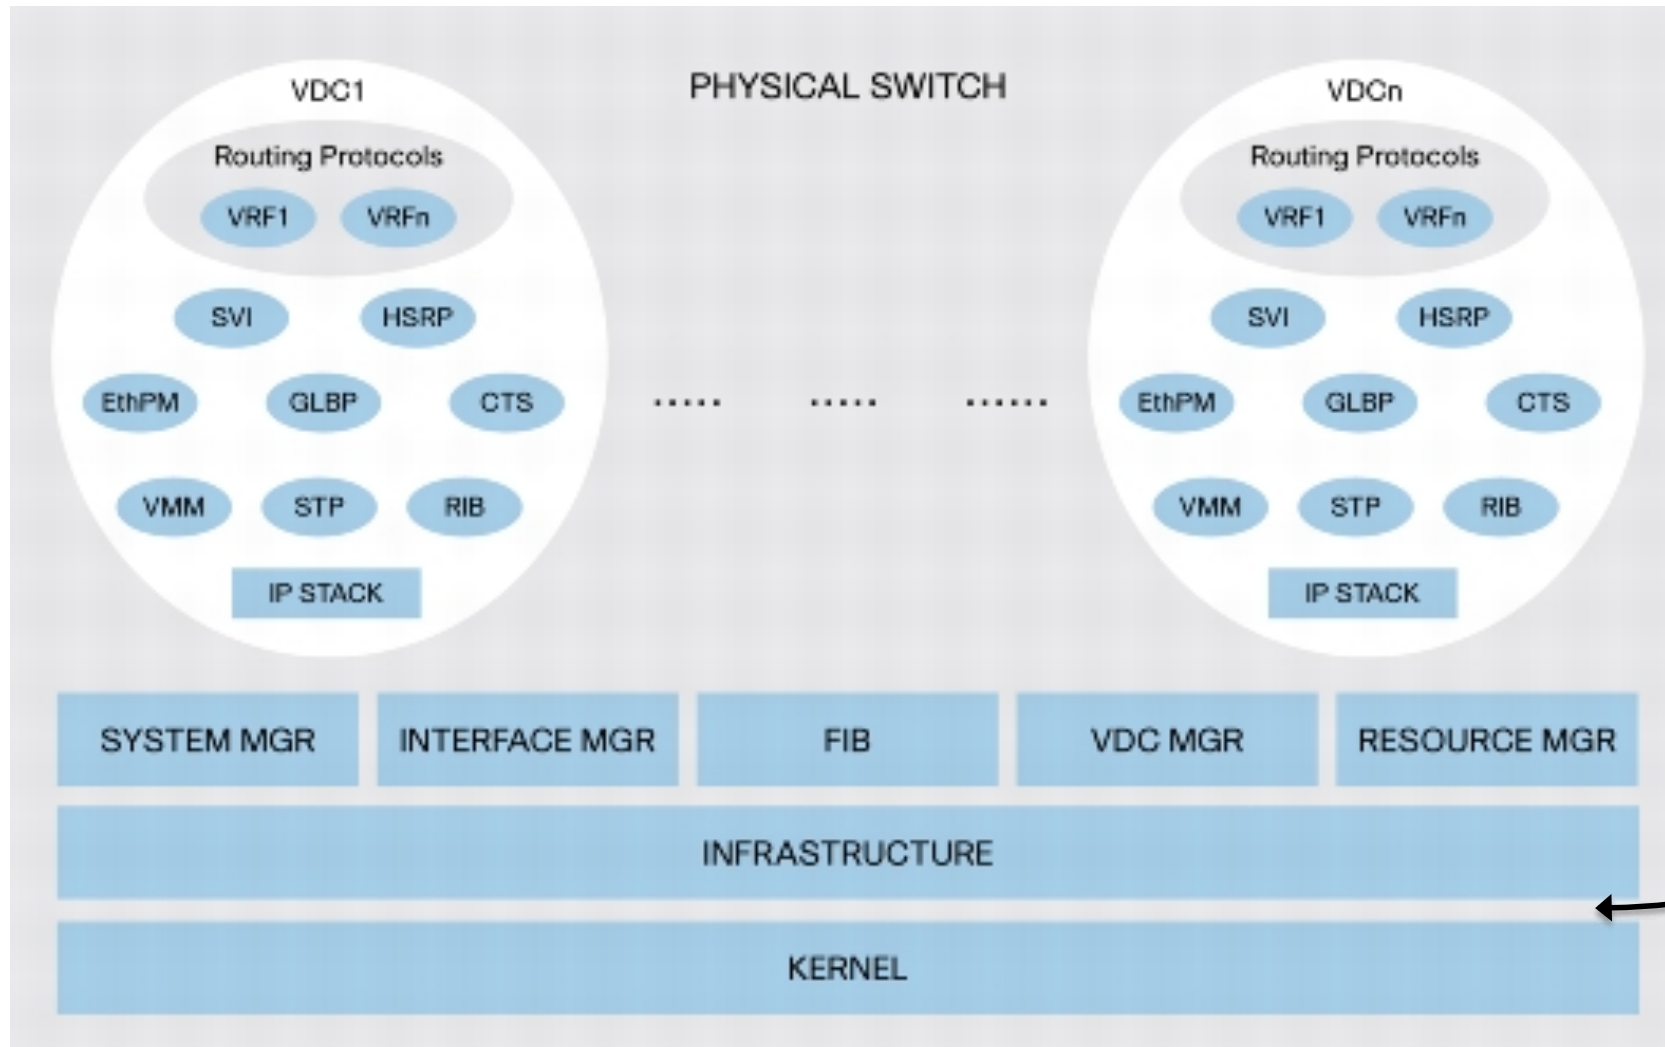 PHYSICAL SWITCH
VDC1
Routing Protocols
VRF1 VRFn
SVI HSRP
EthPM GLBP CTS
VMM STP RIB
IP STACK
..... ..... ......
VDCn
Routing Protocols
VRF1 VRFn
SVI HSRP
EthPM GLBP CTS
VMM STP RIB
IP STACK
SYSTEM MGR INTERFACE MGR FIB VDC MGR RESOURCE MGR
INFRASTRUCTURE
KERNEL